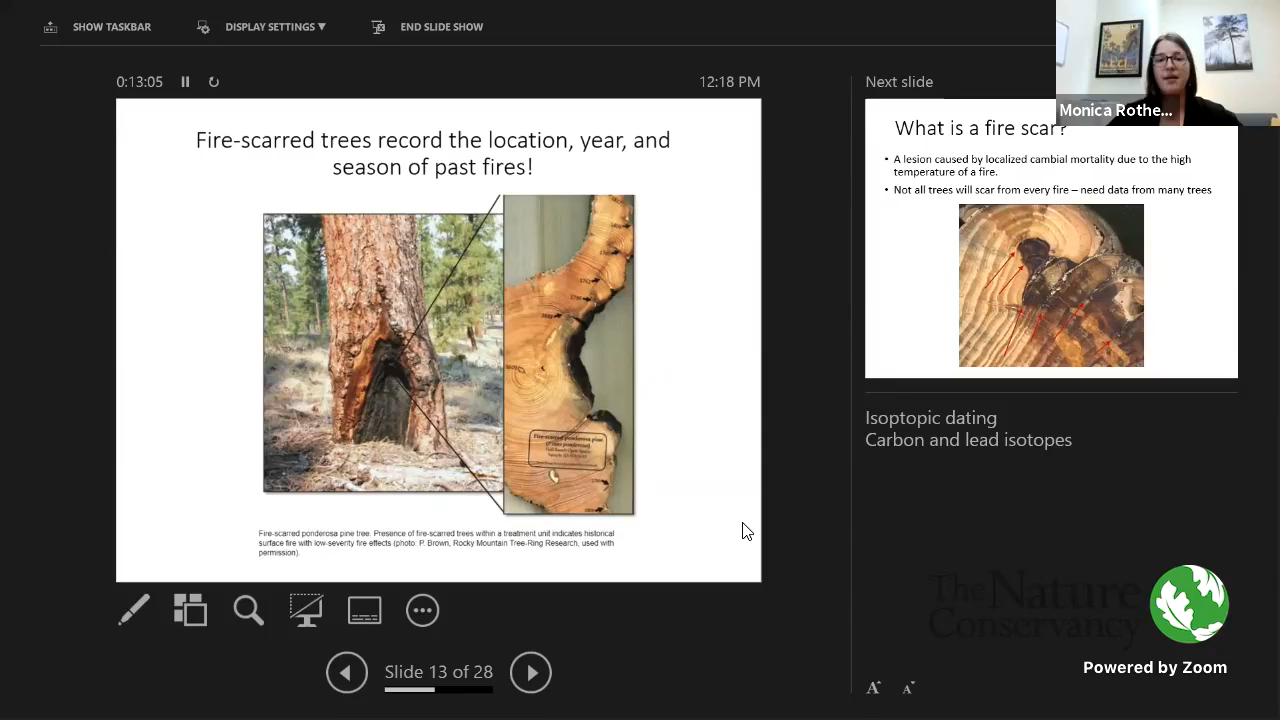 SHOW TASKBAR
DISPLAY SETTINGS ▼
END SLIDE SHOW
0:13:05
12:18 PM
Fire-scarred trees record the location, year, and
season of past fires!
Fire-scarred ponderosa pine
Fire-scarred ponderosa pine tree. Presence of fire-scarred trees within a treatment unit indicates historical
surface fire with low-severity fire effects (photo: P. Brown, Rocky Mountain Tree-Ring Research, used with
permission).
Slide 13 of 28
Next slide
Monica Rothe...
What is a fire scar?
• A lesion caused by localized cambial mortality due to the high
temperature of a fire.
• Not all trees will scar from every fire – need data from many trees
Isoptopic dating
Carbon and lead isotopes
The Nature
Conservancy
Powered by Zoom
A
A